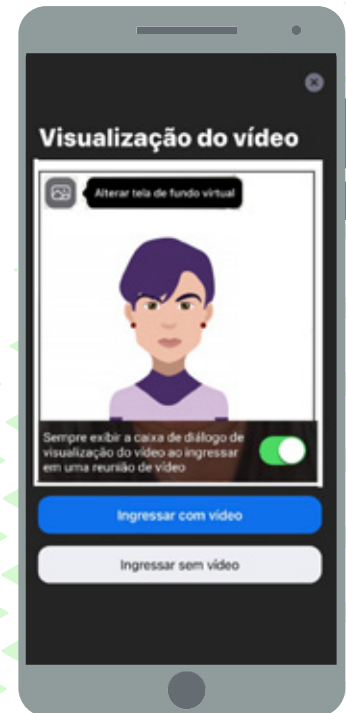 Visualização do vídeo
Alterar tela de fundo virtual
Sempre exibir a caixa de diálogo de
visualização do vídeo ao ingressar
em uma reunião de vídeo
Ingressar com vídeo
Ingressar sem vídeo